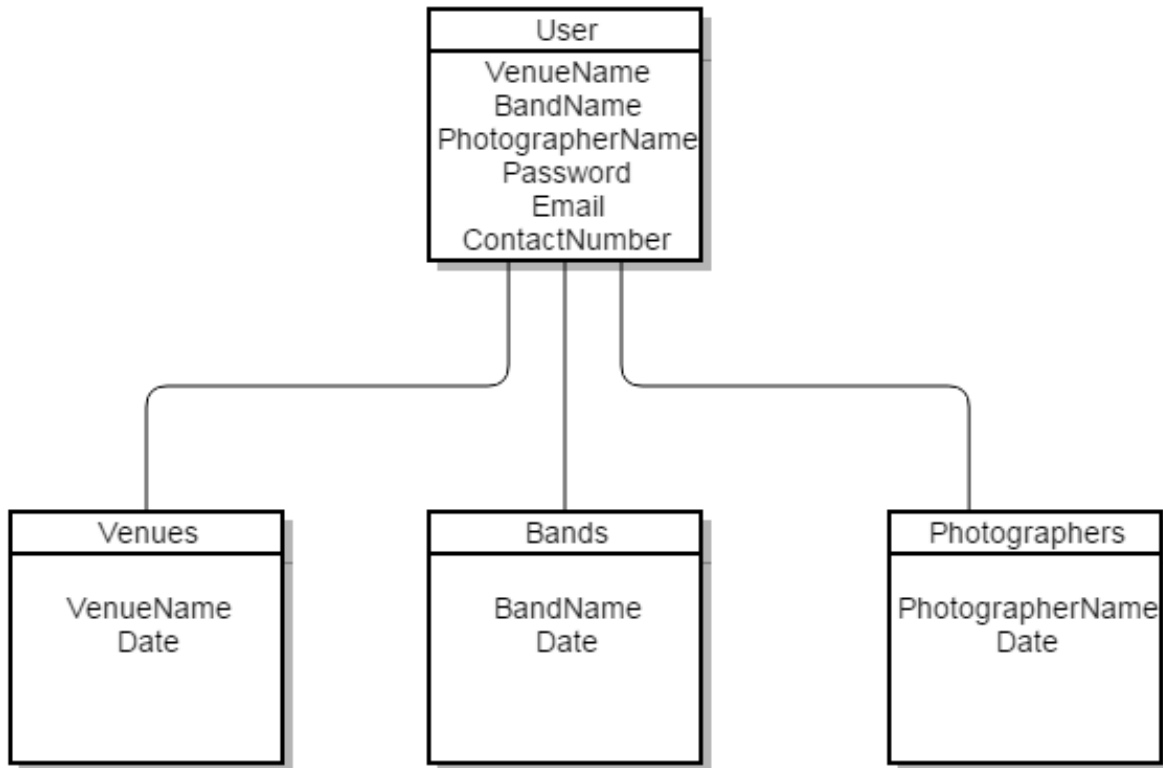 User
VenueName
BandName
PhotographerName
Password
Email
ContactNumber
Venues
VenueName
Date
Bands
BandName
Date
Photographers
PhotographerName
Date